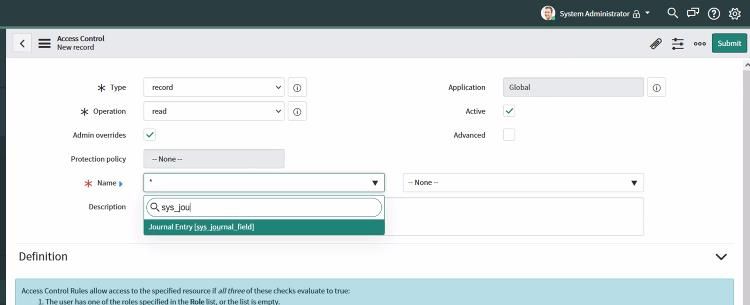 System Administrator
Access Control
New record
Submit
* Type record Application Global
* Operation read Active
Admin overrides Advanced
Protection policy -- None --
* Name * -- None --
Description sys_jou
Journal Entry [sys_journal_field]
Definition
Access Control Rules allow access to the specified resource if all three of these checks evaluate to true:
1. The user has one of the roles specified in the Role list, or the list is empty.